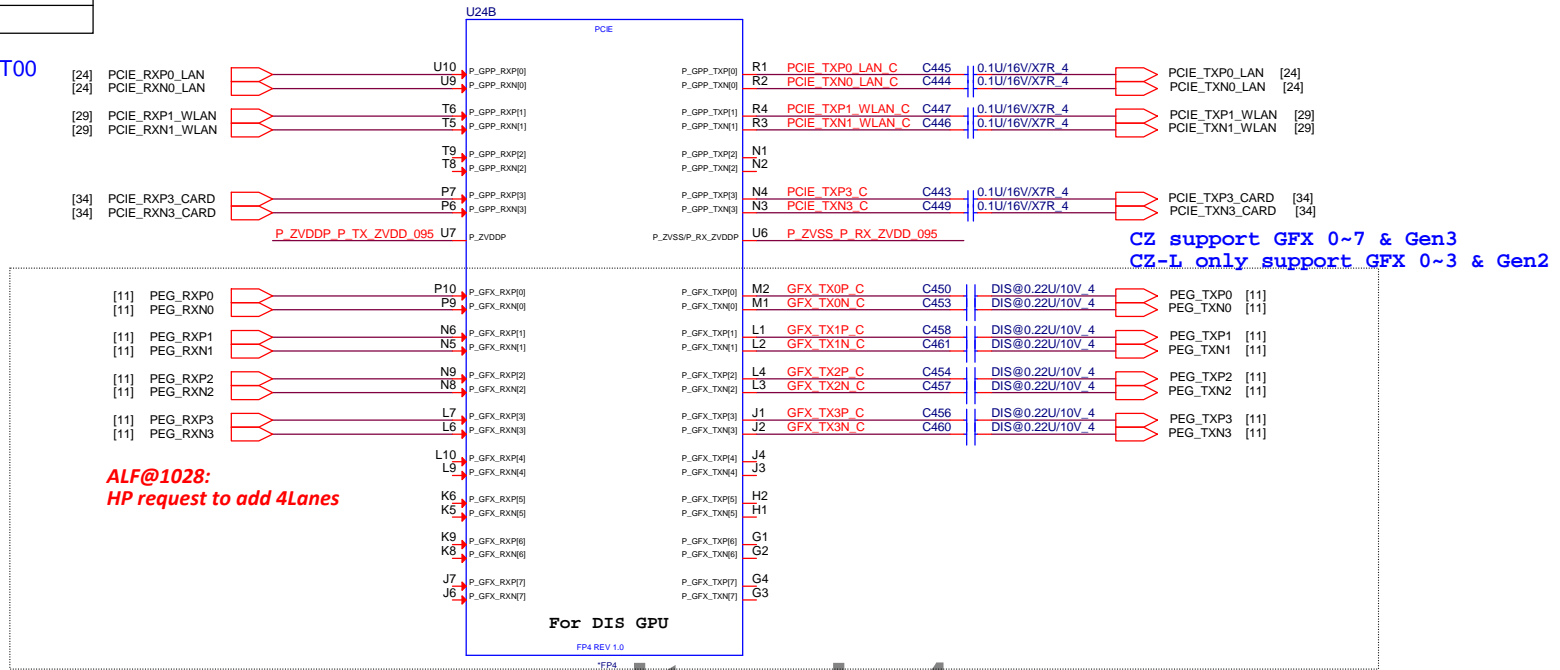 U24B
PCIE
T00
[24] PCIE_RXP0_LAN U10 P_GPP_RXP[0] P_GPP_TXP[0] R1 PCIE_TXP0_LAN_C C445 0.1U/16V/X7R_4 PCIE_TXP0_LAN [24]
[24] PCIE_RXN0_LAN U9 P_GPP_RXN[0] P_GPP_TXN[0] R2 PCIE_TXN0_LAN_C C444 0.1U/16V/X7R_4 PCIE_TXN0_LAN [24]
[29] PCIE_RXP1_WLAN T6 P_GPP_RXP[1] P_GPP_TXP[1] R4 PCIE_TXP1_WLAN_C C447 0.1U/16V/X7R_4 PCIE_TXP1_WLAN [29]
[29] PCIE_RXN1_WLAN T5 P_GPP_RXN[1] P_GPP_TXN[1] R3 PCIE_TXN1_WLAN_C C446 0.1U/16V/X7R_4 PCIE_TXN1_WLAN [29]
T9 P_GPP_RXP[2] P_GPP_TXP[2] N1
T8 P_GPP_RXN[2] P_GPP_TXN[2] N2
[34] PCIE_RXP3_CARD P7 P_GPP_RXP[3] P_GPP_TXP[3] N4 PCIE_TXP3_C C443 0.1U/16V/X7R_4 PCIE_TXP3_CARD [34]
[34] PCIE_RXN3_CARD P6 P_GPP_RXN[3] P_GPP_TXN[3] N3 PCIE_TXN3_C C449 0.1U/16V/X7R_4 PCIE_TXN3_CARD [34]
P_ZVDDP_P_TX_ZVDD_095 U7 P_ZVDDP P_ZVSS/P_RX_ZVDDP U6 P_ZVSS_P_RX_ZVDD_095
CZ support GFX 0~7 & Gen3
CZ-L only support GFX 0~3 & Gen2
[11] PEG_RXP0 P10 P_GFX_RXP[0] P_GFX_TXP[0] M2 GFX_TX0P_C C450 DIS@0.22U/10V_4 PEG_TXP0 [11]
[11] PEG_RXN0 P9 P_GFX_RXN[0] P_GFX_TXN[0] M1 GFX_TX0N_C C453 DIS@0.22U/10V_4 PEG_TXN0 [11]
[11] PEG_RXP1 N6 P_GFX_RXP[1] P_GFX_TXP[1] L1 GFX_TX1P_C C458 DIS@0.22U/10V_4 PEG_TXP1 [11]
[11] PEG_RXN1 N5 P_GFX_RXN[1] P_GFX_TXN[1] L2 GFX_TX1N_C C461 DIS@0.22U/10V_4 PEG_TXN1 [11]
[11] PEG_RXP2 N9 P_GFX_RXP[2] P_GFX_TXP[2] L4 GFX_TX2P_C C454 DIS@0.22U/10V_4 PEG_TXP2 [11]
[11] PEG_RXN2 N8 P_GFX_RXN[2] P_GFX_TXN[2] L3 GFX_TX2N_C C457 DIS@0.22U/10V_4 PEG_TXN2 [11]
[11] PEG_RXP3 L7 P_GFX_RXP[3] P_GFX_TXP[3] J1 GFX_TX3P_C C456 DIS@0.22U/10V_4 PEG_TXP3 [11]
[11] PEG_RXN3 L6 P_GFX_RXN[3] P_GFX_TXN[3] J2 GFX_TX3N_C C460 DIS@0.22U/10V_4 PEG_TXN3 [11]
L10 P_GFX_RXP[4] P_GFX_TXP[4] J4
L9 P_GFX_RXN[4] P_GFX_TXN[4] J3
ALF@1028:
HP request to add 4Lanes
K6 P_GFX_RXP[5] P_GFX_TXP[5] H2
K5 P_GFX_RXN[5] P_GFX_TXN[5] H1
K9 P_GFX_RXP[6] P_GFX_TXP[6] G1
K8 P_GFX_RXN[6] P_GFX_TXN[6] G2
J7 P_GFX_RXP[7] P_GFX_TXP[7] G4
J6 P_GFX_RXN[7] P_GFX_TXN[7] G3
For DIS GPU
FP4 REV 1.0
*FP4